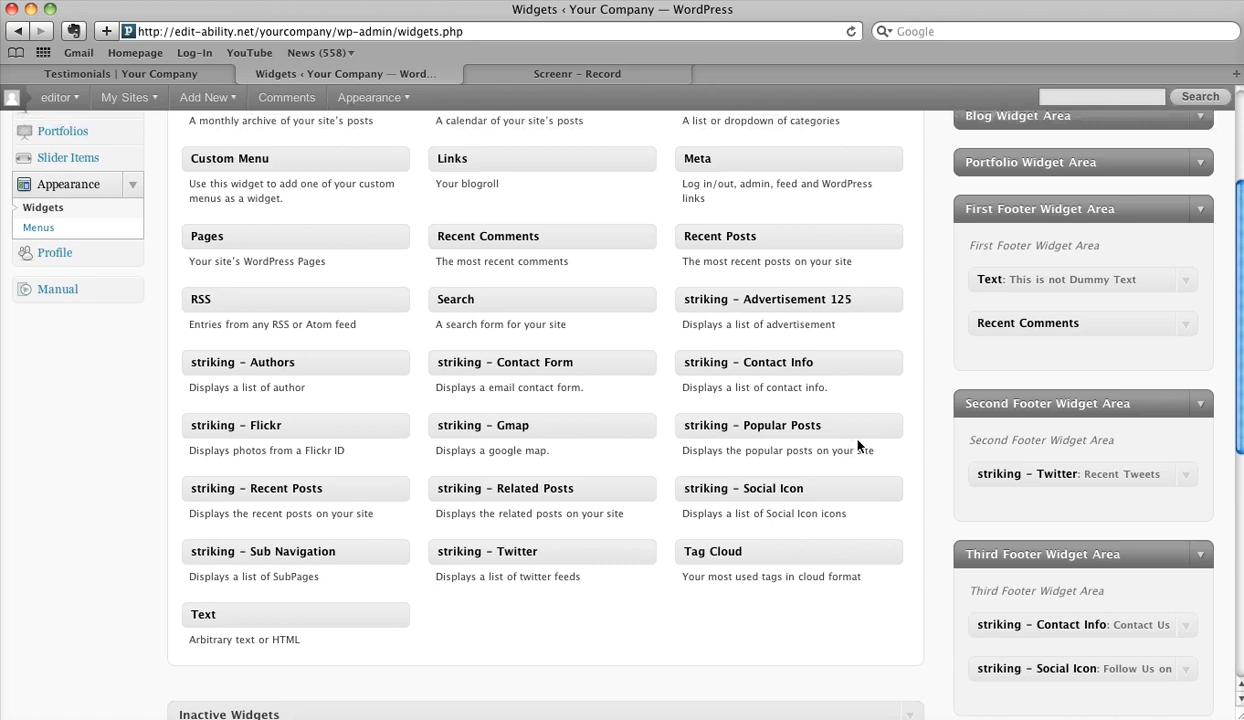 Widgets ‹ Your Company — WordPress
http://edit-ability.net/yourcompany/wp-admin/widgets.php
Google
Gmail Homepage Log-In YouTube News (558)
Testimonials | Your Company
Widgets ‹ Your Company — Word...
Screenr - Record
editor My Sites Add New Comments Appearance Search
Portfolios
Slider Items
Appearance
Widgets
Menus
Profile
Manual
A monthly archive of your site's posts
A calendar of your site's posts
A list or dropdown of categories
Custom Menu
Use this widget to add one of your custom
menus as a widget.
Links
Your blogroll
Meta
Log in/out, admin, feed and WordPress
links
Pages
Your site's WordPress Pages
Recent Comments
The most recent comments
Recent Posts
The most recent posts on your site
RSS
Entries from any RSS or Atom feed
Search
A search form for your site
striking - Advertisement 125
Displays a list of advertisement
striking - Authors
Displays a list of author
striking - Contact Form
Displays a email contact form.
striking - Contact Info
Displays a list of contact info.
striking - Flickr
Displays photos from a Flickr ID
striking - Gmap
Displays a google map.
striking - Popular Posts
Displays the popular posts on your site
striking - Recent Posts
Displays the recent posts on your site
striking - Related Posts
Displays the related posts on your site
striking - Social Icon
Displays a list of Social Icon icons
striking - Sub Navigation
Displays a list of SubPages
striking - Twitter
Displays a list of twitter feeds
Tag Cloud
Your most used tags in cloud format
Text
Arbitrary text or HTML
Inactive Widgets
Blog Widget Area
Portfolio Widget Area
First Footer Widget Area
First Footer Widget Area
Text: This is not Dummy Text
Recent Comments
Second Footer Widget Area
Second Footer Widget Area
striking - Twitter: Recent Tweets
Third Footer Widget Area
Third Footer Widget Area
striking - Contact Info: Contact Us
striking - Social Icon: Follow Us on